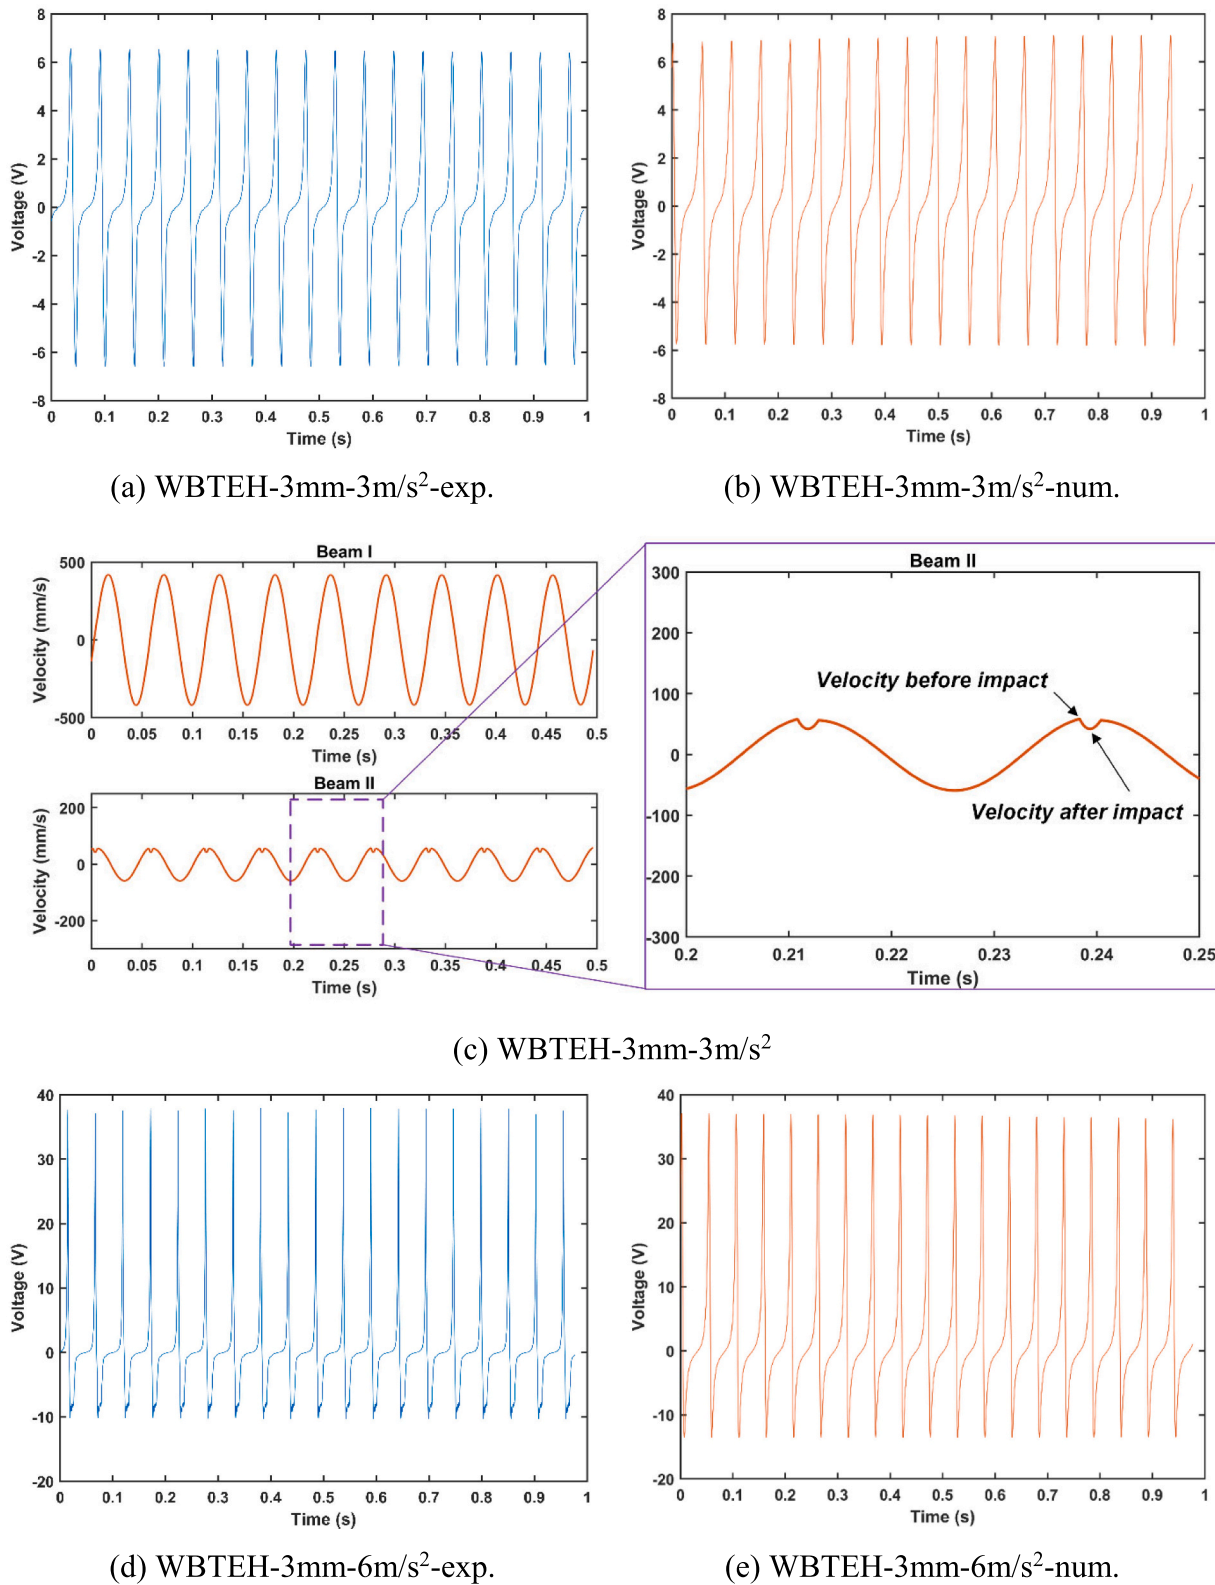 8
6
4
2
0
-2
-4
-6
-8
Voltage (V)
0 0.1 0.2 0.3 0.4 0.5 0.6 0.7 0.8 0.9 1
Time (s)
(a) WBTEH-3mm-3m/s²-exp.
8
6
4
2
0
-2
-4
-6
-8
Voltage (V)
0 0.1 0.2 0.3 0.4 0.5 0.6 0.7 0.8 0.9 1
Time (s)
(b) WBTEH-3mm-3m/s²-num.
Beam I
500
0
-500
Velocity (mm/s)
0 0.05 0.1 0.15 0.2 0.25 0.3 0.35 0.4 0.45 0.5
Time (s)
Beam II
200
0
-200
Velocity (mm/s)
0 0.05 0.1 0.15 0.2 0.25 0.3 0.35 0.4 0.45 0.5
Time (s)
Beam II
300
200
100
0
-100
-200
-300
Velocity before impact
Velocity after impact
0.2 0.21 0.22 0.23 0.24 0.25
Time (s)
(c) WBTEH-3mm-3m/s²
40
30
20
10
0
-10
-20
Voltage (V)
0 0.1 0.2 0.3 0.4 0.5 0.6 0.7 0.8 0.9 1
Time (s)
(d) WBTEH-3mm-6m/s²-exp.
40
30
20
10
0
-10
-20
Voltage (V)
0 0.1 0.2 0.3 0.4 0.5 0.6 0.7 0.8 0.9 1
Time (s)
(e) WBTEH-3mm-6m/s²-num.